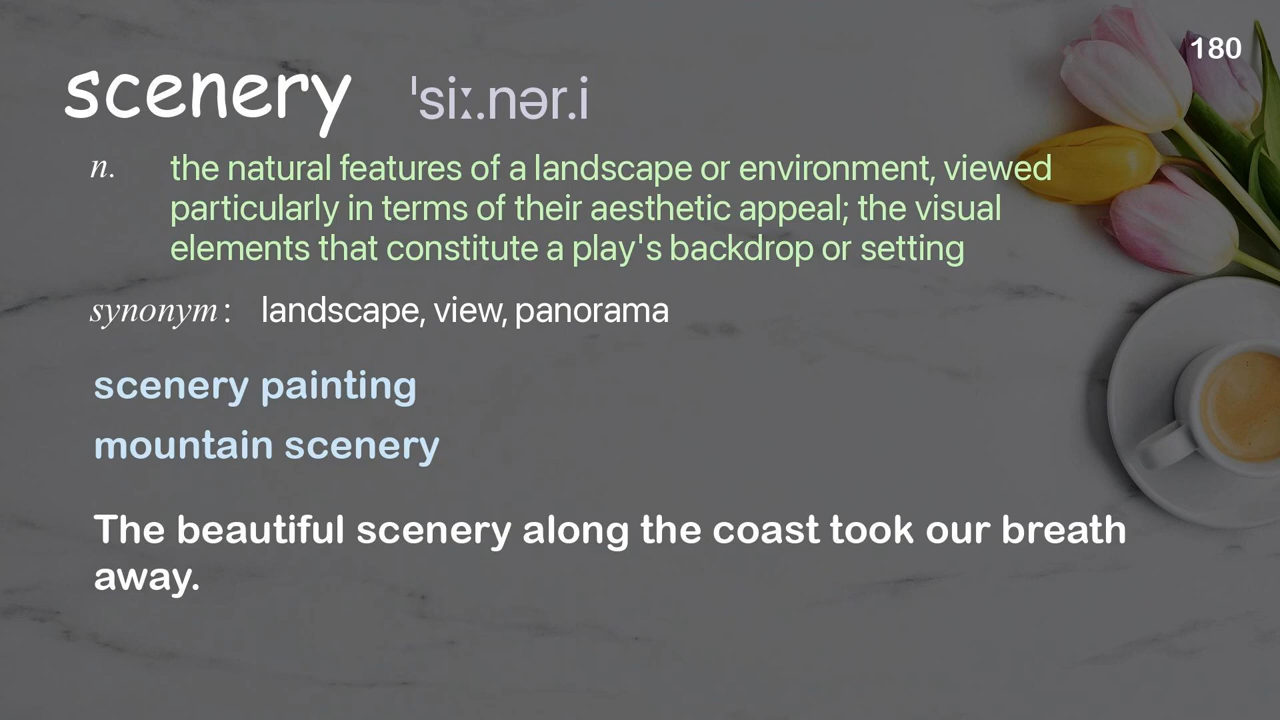 180
scenery ˈsiː.nər.i
n. the natural features of a landscape or environment, viewed
particularly in terms of their aesthetic appeal; the visual
elements that constitute a play's backdrop or setting
synonym: landscape, view, panorama
scenery painting
mountain scenery
The beautiful scenery along the coast took our breath
away.